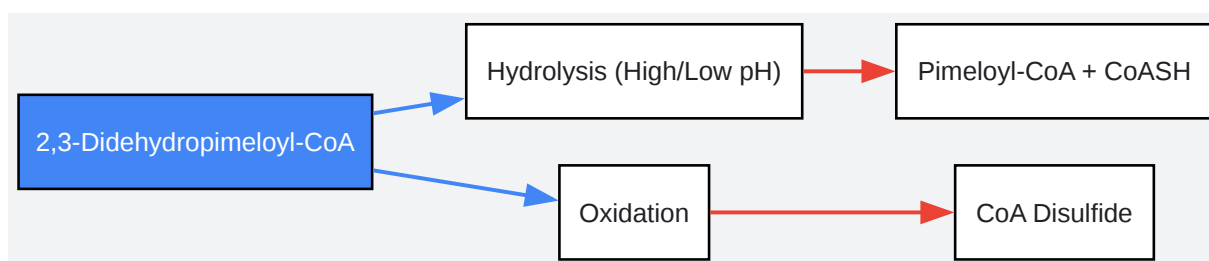 Hydrolysis (High/Low pH)
Pimeloyl-CoA + CoASH
2,3-Didehydropimeloyl-CoA
Oxidation
CoA Disulfide